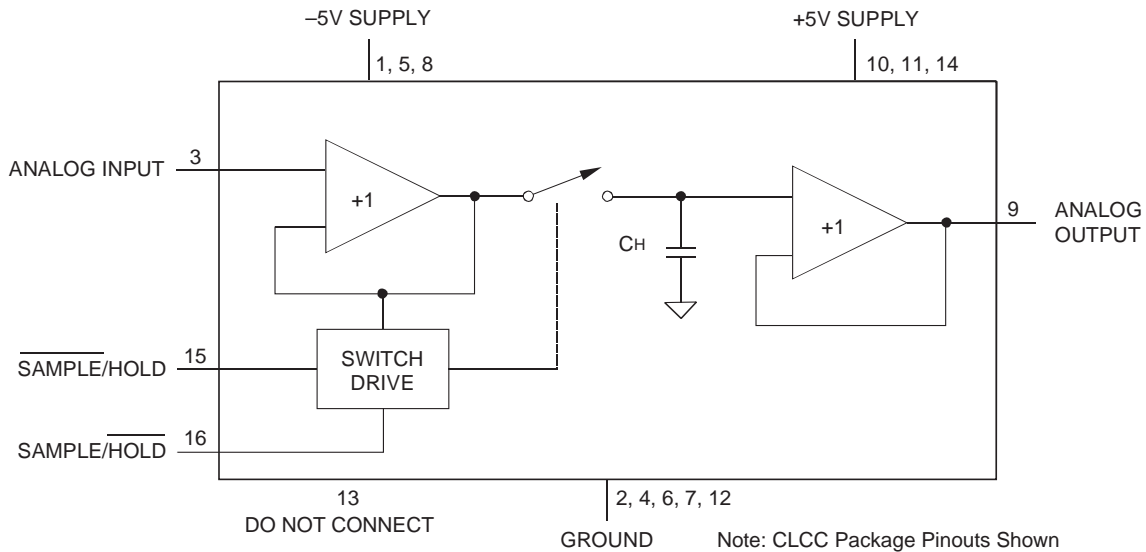 –5V SUPPLY
+5V SUPPLY
1, 5, 8
10, 11, 14
ANALOG INPUT
3
+1
+1
9
ANALOG
OUTPUT
CH
SAMPLE/HOLD
15
SWITCH
DRIVE
SAMPLE/HOLD
16
13
DO NOT CONNECT
2, 4, 6, 7, 12
GROUND
Note: CLCC Package Pinouts Shown